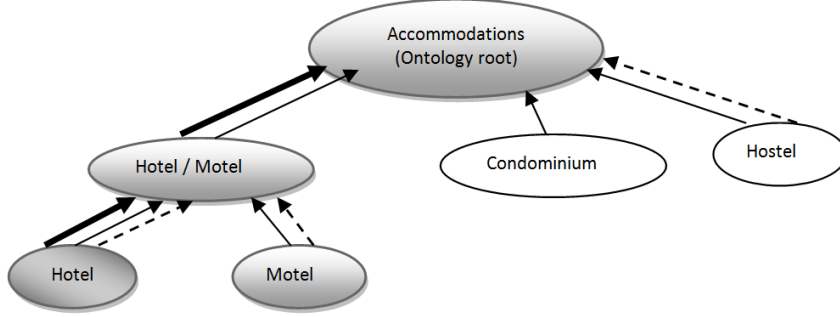 Accommodations
(Ontology root)
Hotel / Motel
Condominium
Hostel
Hotel
Motel